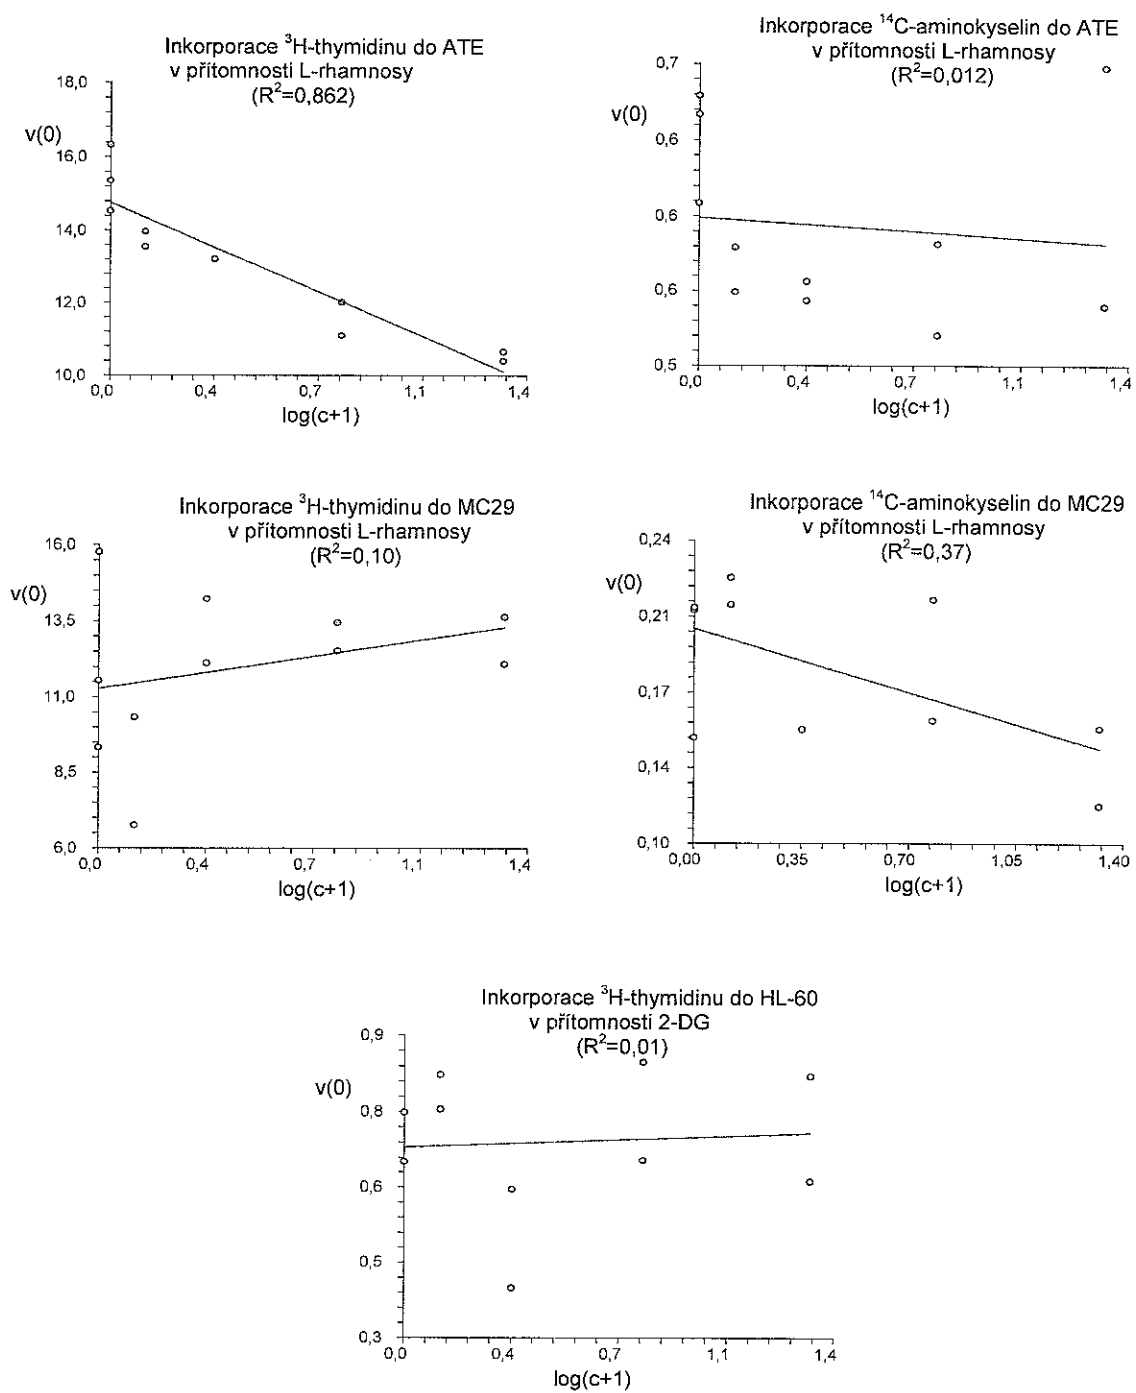 Inkorporace ³H-thymidinu do ATE
v přítomnosti L-rhamnosy
(R²=0,862)
18,0
v(0)
16,0
14,0
12,0
10,0
0,0 0,4 0,7 1,1 1,4
log(c+1)
Inkorporace ¹⁴C-aminokyselin do ATE
v přítomnosti L-rhamnosy
(R²=0,012)
0,7
v(0)
0,6
0,6
0,6
0,5
0,0 0,4 0,7 1,1 1,4
log(c+1)
Inkorporace ³H-thymidinu do MC29
v přítomnosti L-rhamnosy
(R²=0,10)
16,0
v(0)
13,5
11,0
8,5
6,0
0,0 0,4 0,7 1,1 1,4
log(c+1)
Inkorporace ¹⁴C-aminokyselin do MC29
v přítomnosti L-rhamnosy
(R²=0,37)
0,24
v(0)
0,21
0,17
0,14
0,10
0,00 0,35 0,70 1,05 1,40
log(c+1)
Inkorporace ³H-thymidinu do HL-60
v přítomnosti 2-DG
(R²=0,01)
0,9
v(0)
0,8
0,6
0,5
0,3
0,0 0,4 0,7 1,1 1,4
log(c+1)